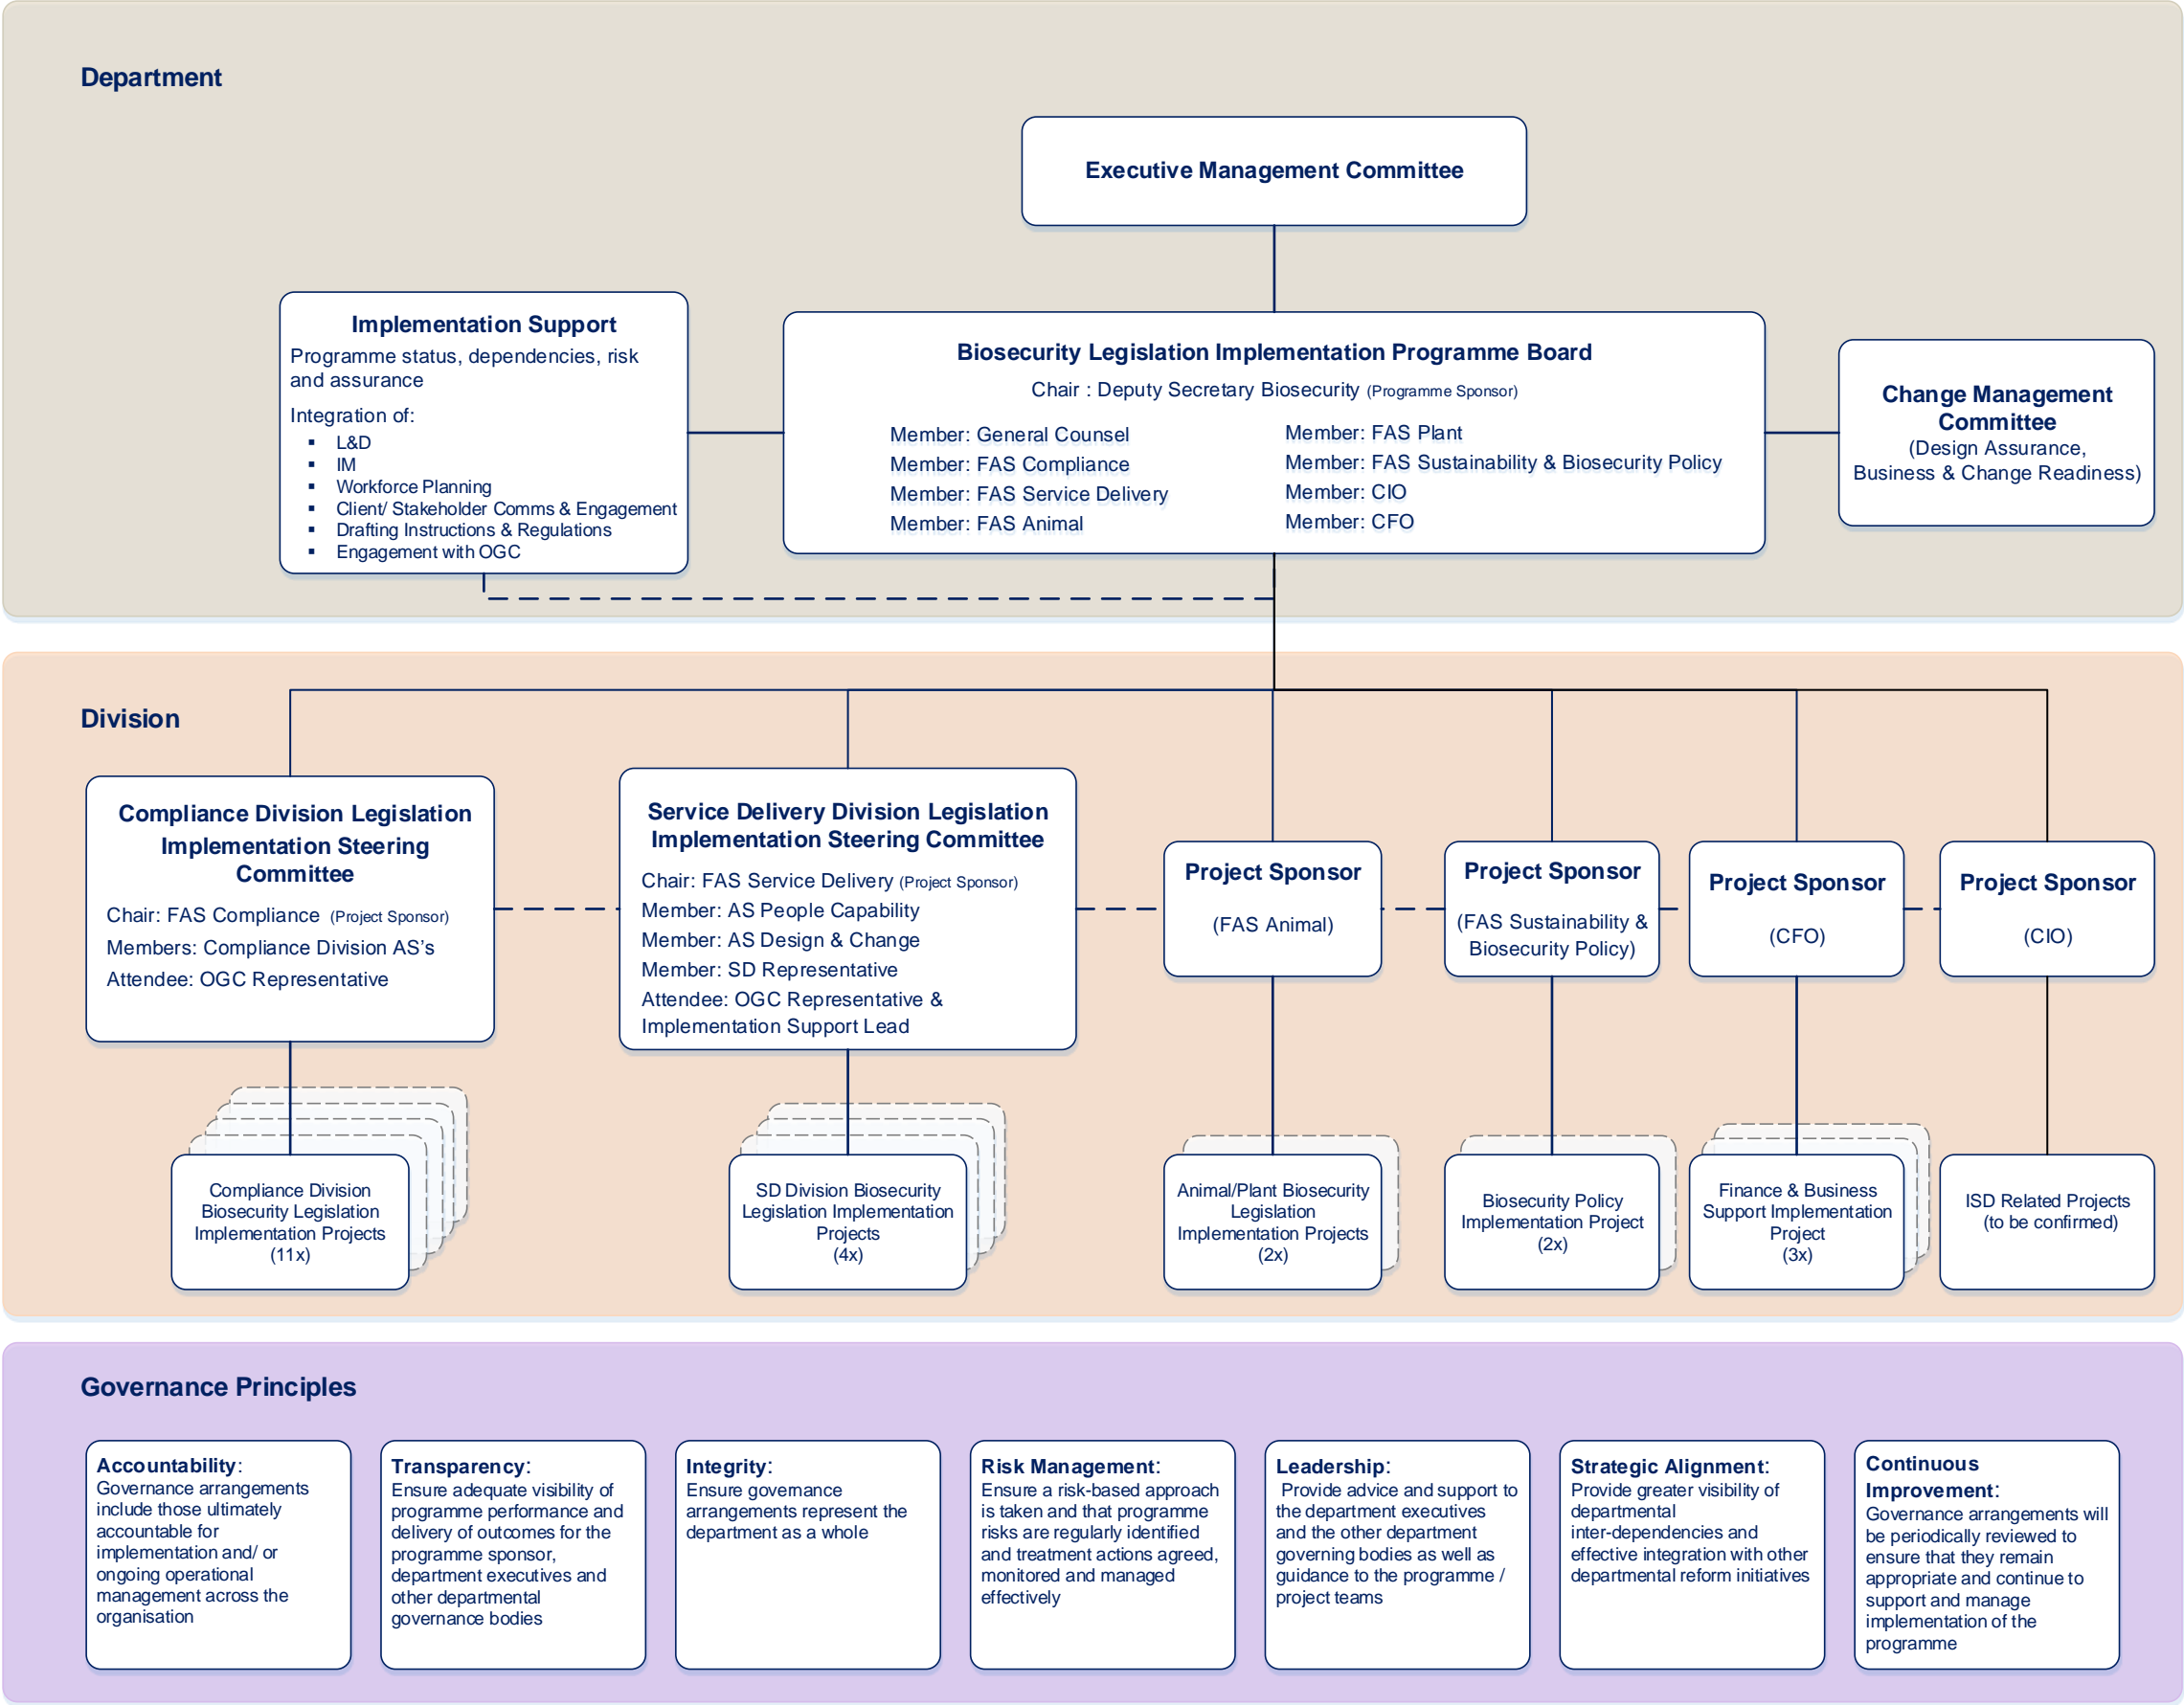 Department
Executive Management Committee
Implementation Support
Programme status, dependencies, risk
and assurance
Integration of:
▪ L&D
▪ IM
▪ Workforce Planning
▪ Client/ Stakeholder Comms & Engagement
▪ Drafting Instructions & Regulations
▪ Engagement with OGC
Biosecurity Legislation Implementation Programme Board
Chair : Deputy Secretary Biosecurity (Programme Sponsor)
Member: General Counsel
Member: FAS Compliance
Member: FAS Service Delivery
Member: FAS Animal
Member: FAS Plant
Member: FAS Sustainability & Biosecurity Policy
Member: CIO
Member: CFO
Change Management
Committee
(Design Assurance,
Business & Change Readiness)
Division
Compliance Division Legislation
Implementation Steering
Committee
Chair: FAS Compliance (Project Sponsor)
Members: Compliance Division AS’s
Attendee: OGC Representative
Service Delivery Division Legislation
Implementation Steering Committee
Chair: FAS Service Delivery (Project Sponsor)
Member: AS People Capability
Member: AS Design & Change
Member: SD Representative
Attendee: OGC Representative &
Implementation Support Lead
Project Sponsor
(FAS Animal)
Project Sponsor
(FAS Sustainability &
Biosecurity Policy)
Project Sponsor
(CFO)
Project Sponsor
(CIO)
Compliance Division
Biosecurity Legislation
Implementation Projects
(11x)
SD Division Biosecurity
Legislation Implementation
Projects
(4x)
Animal/Plant Biosecurity
Legislation
Implementation Projects
(2x)
Biosecurity Policy
Implementation Project
(2x)
Finance & Business
Support Implementation
Project
(3x)
ISD Related Projects
(to be confirmed)
Governance Principles
Accountability:
Governance arrangements
include those ultimately
accountable for
implementation and/ or
ongoing operational
management across the
organisation
Transparency:
Ensure adequate visibility of
programme performance and
delivery of outcomes for the
programme sponsor,
department executives and
other departmental
governance bodies
Integrity:
Ensure governance
arrangements represent the
department as a whole
Risk Management:
Ensure a risk-based approach
is taken and that programme
risks are regularly identified
and treatment actions agreed,
monitored and managed
effectively
Leadership:
Provide advice and support to
the department executives
and the other department
governing bodies as well as
guidance to the programme /
project teams
Strategic Alignment:
Provide greater visibility of
departmental
inter-dependencies and
effective integration with other
departmental reform initiatives
Continuous
Improvement:
Governance arrangements will
be periodically reviewed to
ensure that they remain
appropriate and continue to
support and manage
implementation of the
programme